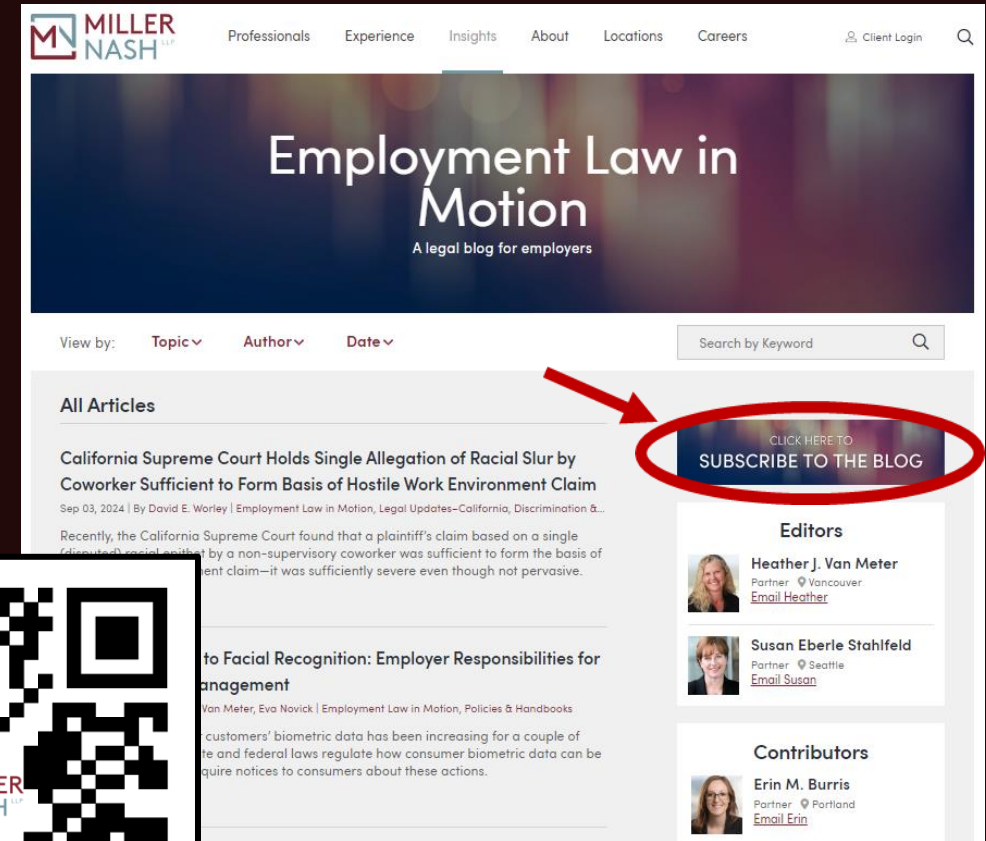 MILLER
NASH LLP
Professionals Experience Insights About Locations Careers Client Login
Employment Law in
Motion
A legal blog for employers
View by: Topic Author Date Search by Keyword
All Articles
CLICK HERE TO
SUBSCRIBE TO THE BLOG
California Supreme Court Holds Single Allegation of Racial Slur by
Coworker Sufficient to Form Basis of Hostile Work Environment Claim
Sep 03, 2024 | By David E. Worley | Employment Law in Motion, Legal Updates–California, Discrimination &...
Recently, the California Supreme Court found that a plaintiff's claim based on a single
(disputed) racial epithet by a non-supervisory coworker was sufficient to form the basis of
claim—it was sufficiently severe even though not pervasive.
to Facial Recognition: Employer Responsibilities for
Van Meter, Eva Novick | Employment Law in Motion, Policies & Handbooks
customers' biometric data has been increasing for a couple of
and federal laws regulate how consumer biometric data can be
notices to consumers about these actions.
Editors
Heather J. Van Meter
Partner Vancouver
Email Heather
Susan Eberle Stahlfeld
Partner Seattle
Email Susan
Contributors
Erin M. Burris
Partner Portland
Email Erin